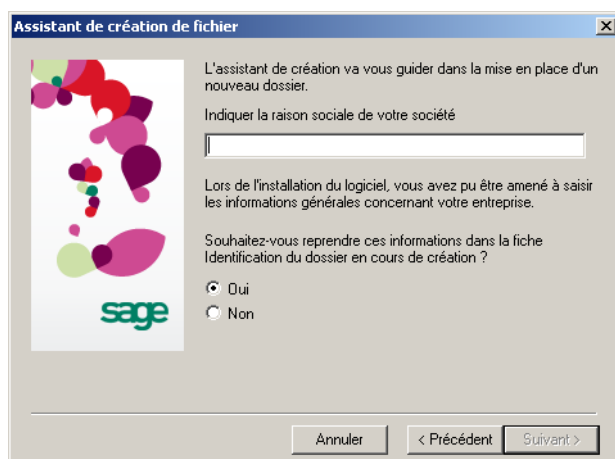 Assistant de création de fichier
L'assistant de création va vous guider dans la mise en place d'un
nouveau dossier.
Indiquer la raison sociale de votre société
Lors de l'installation du logiciel, vous avez pu être amené à saisir
les informations générales concernant votre entreprise.
Souhaitez-vous reprendre ces informations dans la fiche
Identification du dossier en cours de création ?
Oui
Non
sage
Annuler
< Précédent
Suivant >